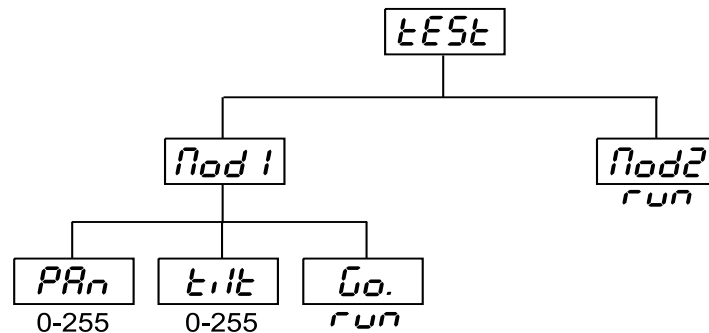 tESt
Mod1 Mod2
run
PAn tilt Go.
0-255 0-255 run